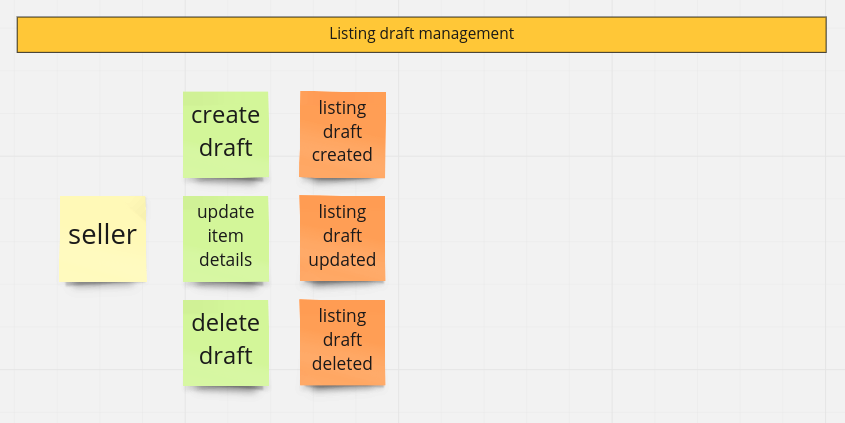 Listing draft management
create
draft
listing
draft
created
seller
update
item
details
listing
draft
updated
delete
draft
listing
draft
deleted